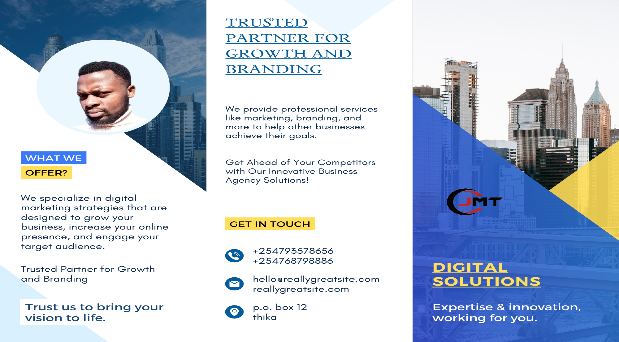 WHAT WE
OFFER?
We specialize in digital
marketing strategies that are
designed to grow your
business, increase your online
presence, and engage your
target audience.
Trusted Partner for Growth
and Branding
Trust us to bring your
vision to life.
TRUSTED
PARTNER FOR
GROWTH AND
BRANDING
We provide professional services
like marketing, branding, and
more to help other businesses
achieve their goals.
Get Ahead of Your Competitors
with Our Innovative Business
Agency Solutions!
GET IN TOUCH
+254793578656
+254768798886
hello@reallygreatsite.com
reallygreatsite.com
p.o. box 12
thika
JMT
DIGITAL
SOLUTIONS
Expertise & innovation,
working for you.